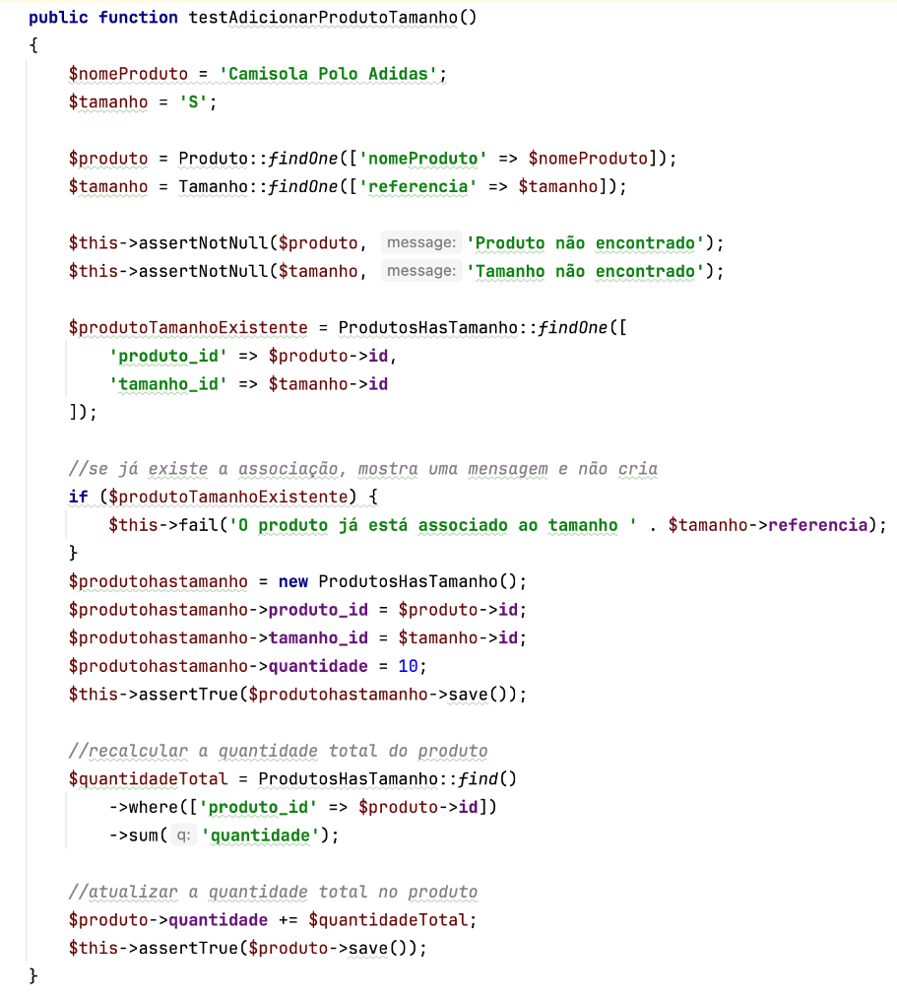 public function testAdicionarProdutoTamanho()
{
    $nomeProduto = 'Camisola Polo Adidas';
    $tamanho = 'S';

    $produto = Produto::findOne(['nomeProduto' => $nomeProduto]);
    $tamanho = Tamanho::findOne(['referencia' => $tamanho]);

    $this->assertNotNull($produto, message: 'Produto não encontrado');
    $this->assertNotNull($tamanho, message: 'Tamanho não encontrado');

    $produtoTamanhoExistente = ProdutosHasTamanho::findOne([
        'produto_id' => $produto->id,
        'tamanho_id' => $tamanho->id
    ]);

    //se já existe a associação, mostra uma mensagem e não cria
    if ($produtoTamanhoExistente) {
        $this->fail('O produto já está associado ao tamanho ' . $tamanho->referencia);
    }
    $produtohastamanho = new ProdutosHasTamanho();
    $produtohastamanho->produto_id = $produto->id;
    $produtohastamanho->tamanho_id = $tamanho->id;
    $produtohastamanho->quantidade = 10;
    $this->assertTrue($produtohastamanho->save());

    //recalcular a quantidade total do produto
    $quantidadeTotal = ProdutosHasTamanho::find()
        ->where(['produto_id' => $produto->id])
        ->sum( q: 'quantidade');

    //atualizar a quantidade total no produto
    $produto->quantidade += $quantidadeTotal;
    $this->assertTrue($produto->save());
}